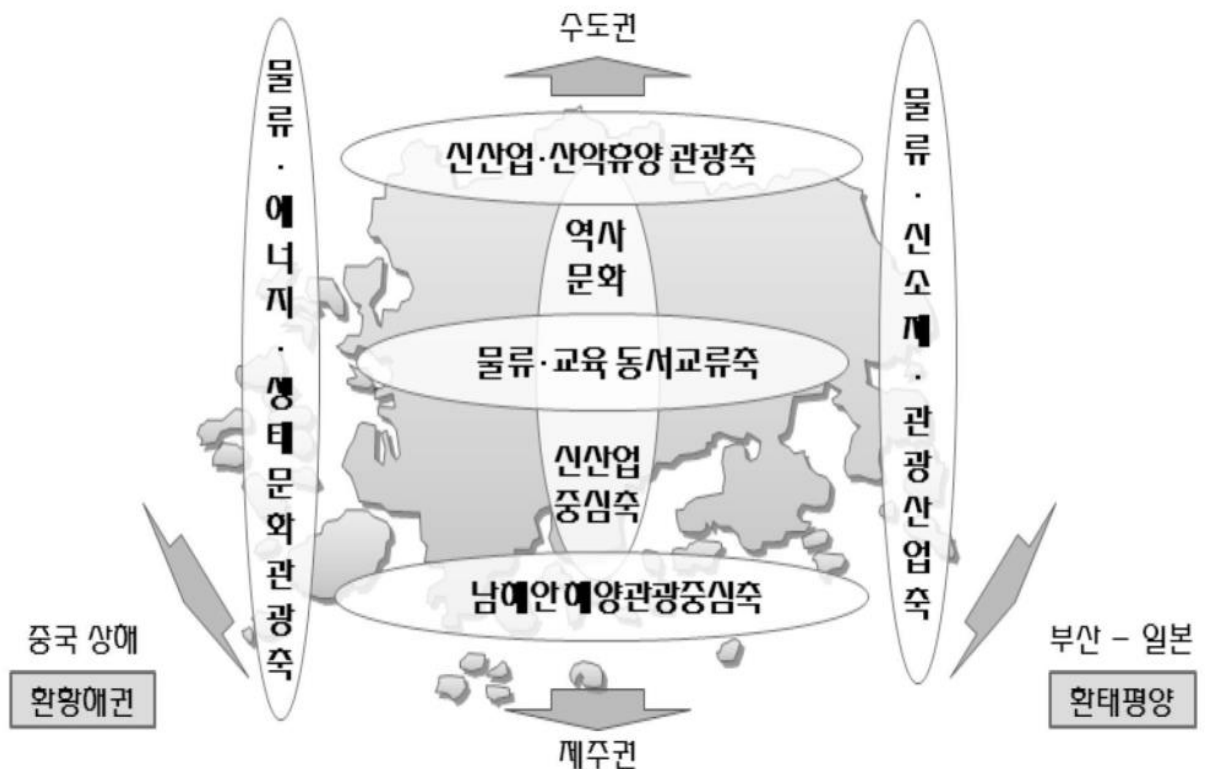 수도권
물류·에너지·생태문화관광축
신산업·산악휴양 관광축
물류·신소재·관광산업축
역사
문화
물류·교육 동서교류축
신산업
중심축
남해안해양관광중심축
중국 상해
환황해권
부산 – 일본
환태평양
제주권